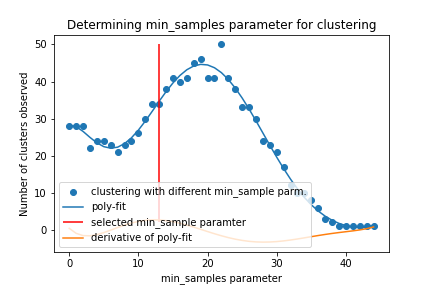 Determining min_samples parameter for clustering
Number of clusters observed
50
40
30
20
10
0
clustering with different min_sample parm.
poly-fit
selected min_sample paramter
derivative of poly-fit
0
10
20
30
40
min_samples parameter